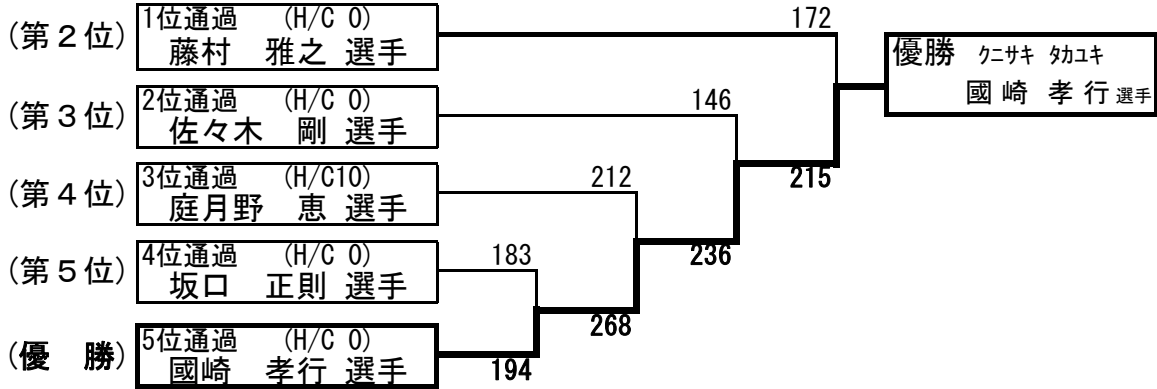 (第２位)
1位通過 (H/C 0)
藤村 雅之 選手
172
優勝 クニサキ タカユキ
國崎 孝行 選手
(第３位)
2位通過 (H/C 0)
佐々木 剛 選手
146
215
(第４位)
3位通過 (H/C10)
庭月野 恵 選手
212
236
(第５位)
4位通過 (H/C 0)
坂口 正則 選手
183
268
(優 勝)
5位通過 (H/C 0)
國崎 孝行 選手
194